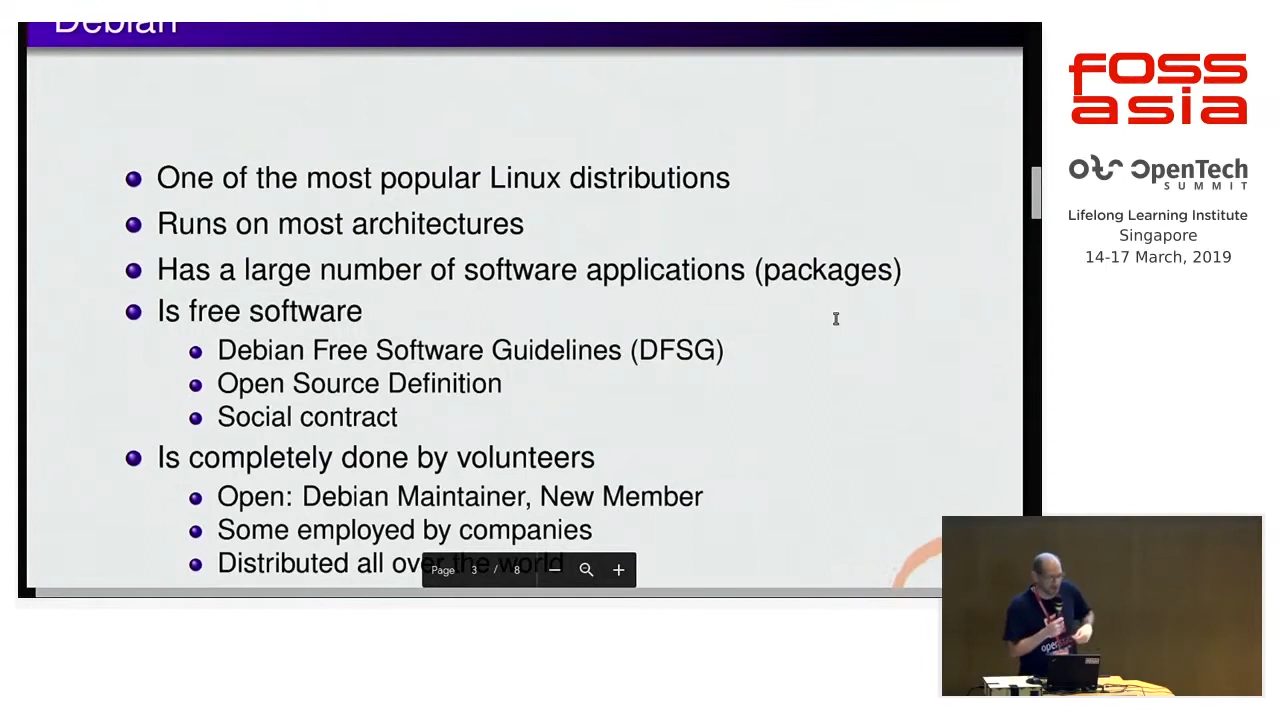 Debian
One of the most popular Linux distributions
Runs on most architectures
Has a large number of software applications (packages)
Is free software
Debian Free Software Guidelines (DFSG)
Open Source Definition
Social contract
Is completely done by volunteers
Open: Debian Maintainer, New Member
Some employed by companies
Distributed all over the world
Page 3 / 8
FOSS
asia
OpenTech
SUMMIT
Lifelong Learning Institute
Singapore
14-17 March, 2019